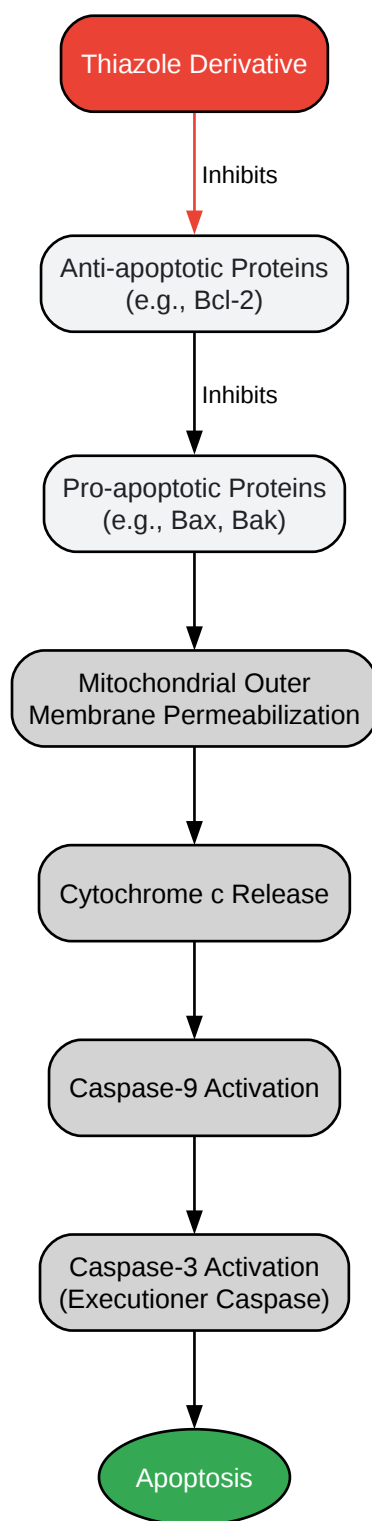 Thiazole Derivative
Inhibits
Anti-apoptotic Proteins
(e.g., Bcl-2)
Inhibits
Pro-apoptotic Proteins
(e.g., Bax, Bak)
Mitochondrial Outer
Membrane Permeabilization
Cytochrome c Release
Caspase-9 Activation
Caspase-3 Activation
(Executioner Caspase)
Apoptosis